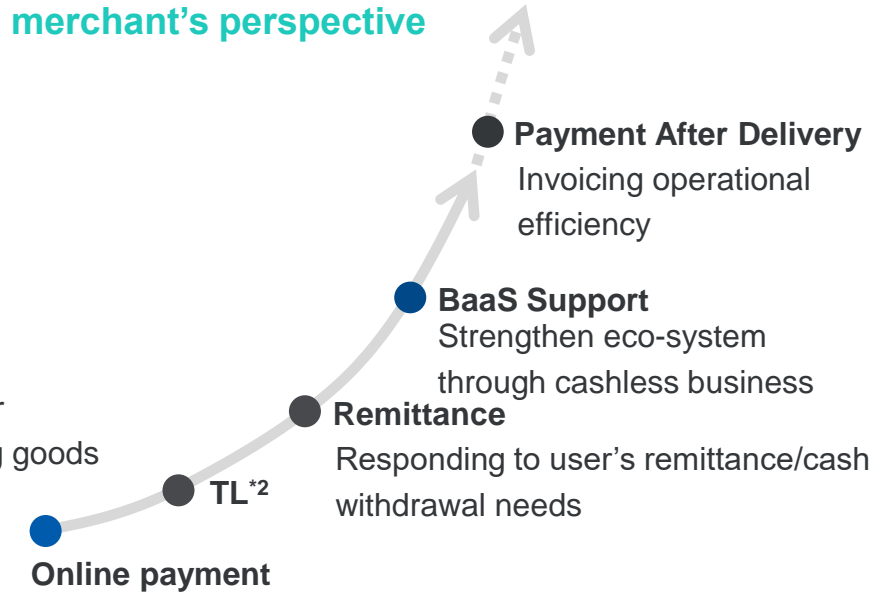 merchant's perspective
Payment After Delivery
Invoicing operational
efficiency
BaaS Support
Strengthen eco-system
through cashless business
Remittance
goods
Responding to user's remittance/cash
withdrawal needs
TL*2
Online payment